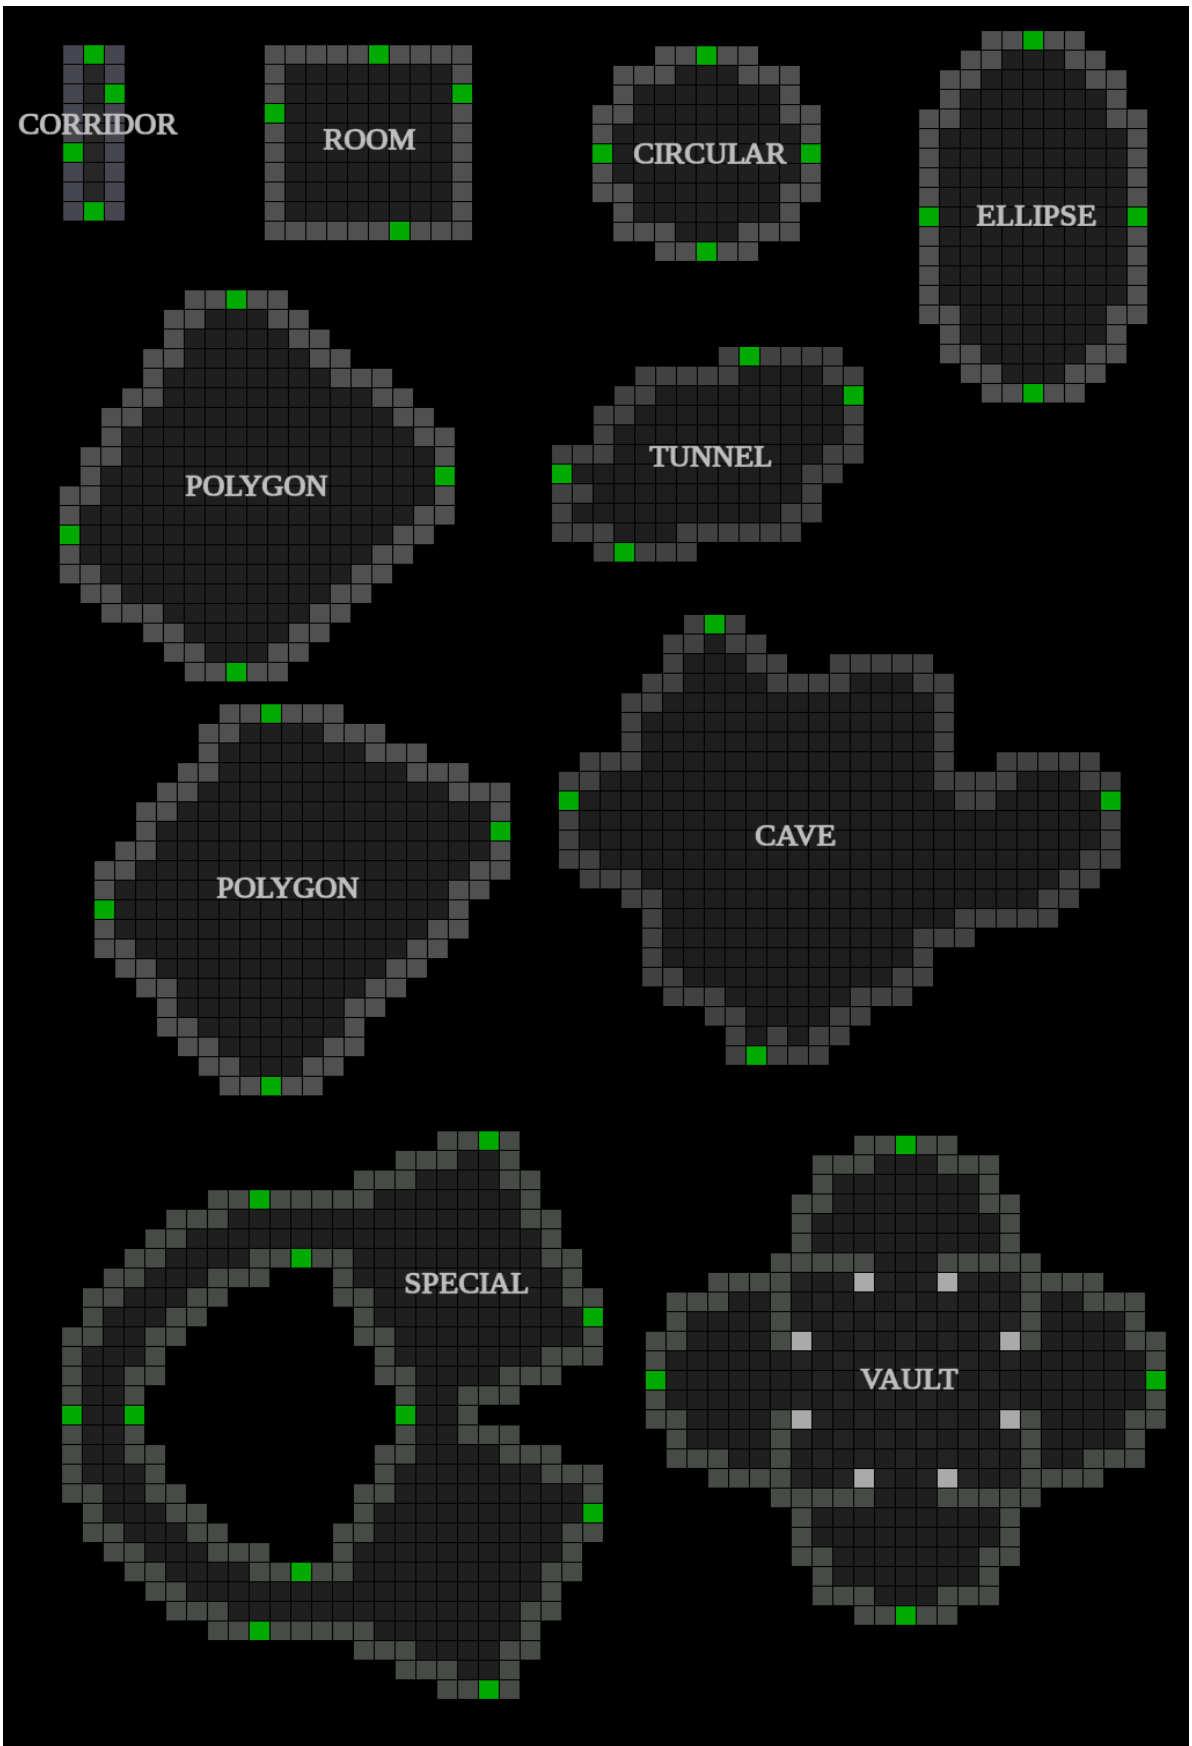 CORRIDOR
ROOM
CIRCULAR
ELLIPSE
POLYGON
TUNNEL
POLYGON
CAVE
SPECIAL
VAULT